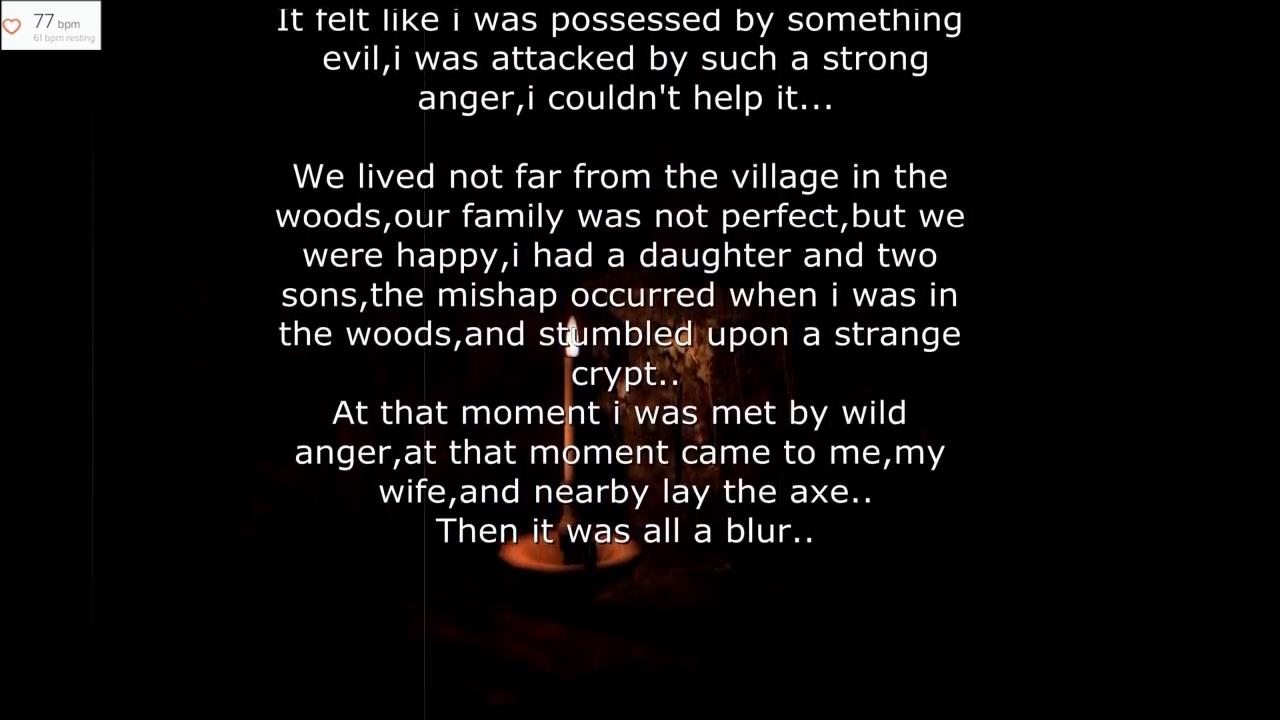 77 bpm
61 bpm resting
It felt like i was possessed by something
evil,i was attacked by such a strong
anger,i couldn't help it...
We lived not far from the village in the
woods,our family was not perfect,but we
were happy,i had a daughter and two
sons,the mishap occurred when i was in
the woods,and stumbled upon a strange
crypt..
At that moment i was met by wild
anger,at that moment came to me,my
wife,and nearby lay the axe..
Then it was all a blur..